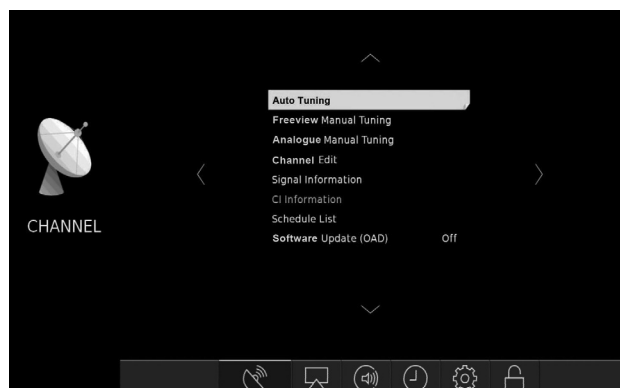 Auto Tuning
Freeview Manual Tuning
Analogue Manual Tuning
Channel Edit
Signal Information
CI Information
Schedule List
Software Update (OAD) Off
CHANNEL